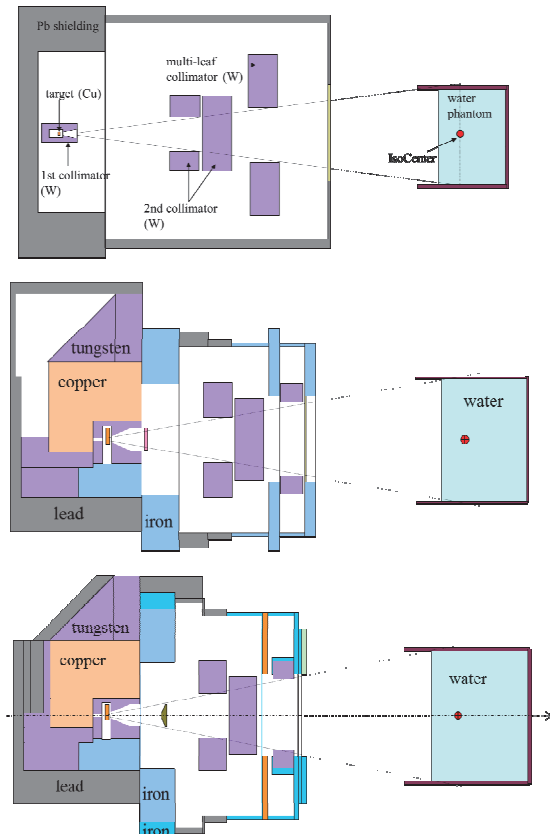 Pb shielding
multi-leaf
collimator (W)
target (Cu)
water
phantom
IsoCenter
1st collimator
(W)
2nd collimator
(W)
tungsten
copper
water
lead
iron
tungsten
copper
water
lead
iron
iron